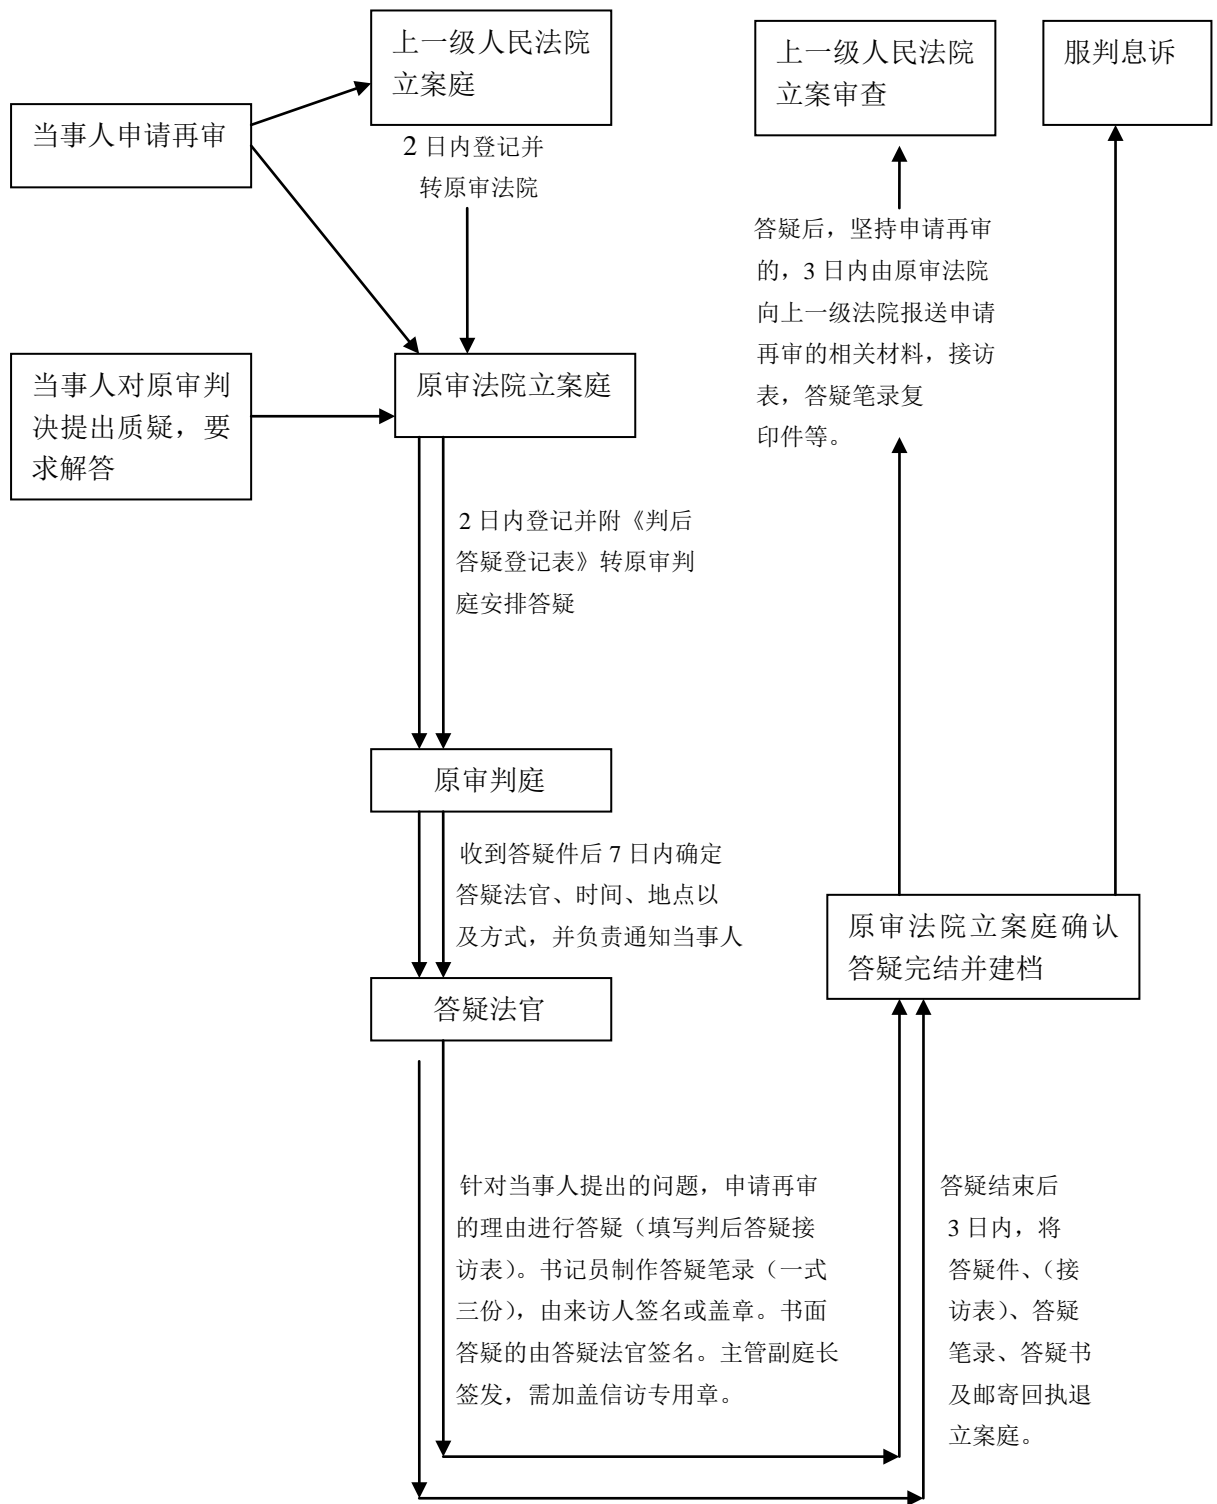 上一级人民法院
立案庭
上一级人民法院
立案审查
服判息诉
当事人申请再审
2 日内登记并
转原审法院
答疑后，坚持申请再审
的，3 日内由原审法院
向上一级法院报送申请
再审的相关材料，接访
表，答疑笔录复
印件等。
当事人对原审判
决提出质疑，要
求解答
原审法院立案庭
2 日内登记并附《判后
答疑登记表》转原审判
庭安排答疑
原审判庭
收到答疑件后 7 日内确定
答疑法官、时间、地点以
及方式，并负责通知当事人
原审法院立案庭确认
答疑完结并建档
答疑法官
针对当事人提出的问题，申请再审
的理由进行答疑（填写判后答疑接
访表）。书记员制作答疑笔录（一式
三份），由来访人签名或盖章。书面
答疑的由答疑法官签名。主管副庭长
签发，需加盖信访专用章。
答疑结束后
3 日内，将
答疑件、（接
访表）、答疑
笔录、答疑书
及邮寄回执退
立案庭。